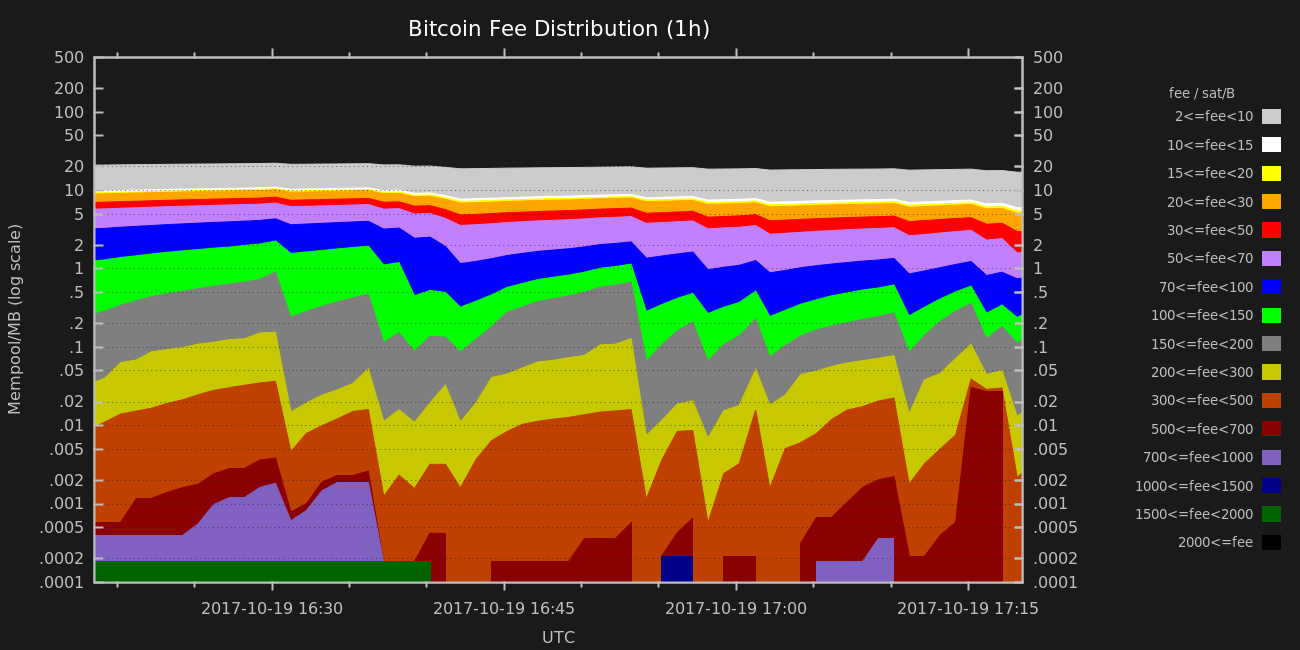 Bitcoin Fee Distribution (1h)
500 500
200 200
100 100
50 50
20 20
10 10
5 5
2 2
1 1
.5 .5
.2 .2
.1 .1
.05 .05
.02 .02
.01 .01
.005 .005
.002 .002
.001 .001
.0005 .0005
.0002 .0002
.0001 .0001
Mempool/MB (log scale)
2017-10-19 16:30 2017-10-19 16:45 2017-10-19 17:00 2017-10-19 17:15
UTC
fee / sat/B
2<=fee<10
10<=fee<15
15<=fee<20
20<=fee<30
30<=fee<50
50<=fee<70
70<=fee<100
100<=fee<150
150<=fee<200
200<=fee<300
300<=fee<500
500<=fee<700
700<=fee<1000
1000<=fee<1500
1500<=fee<2000
2000<=fee